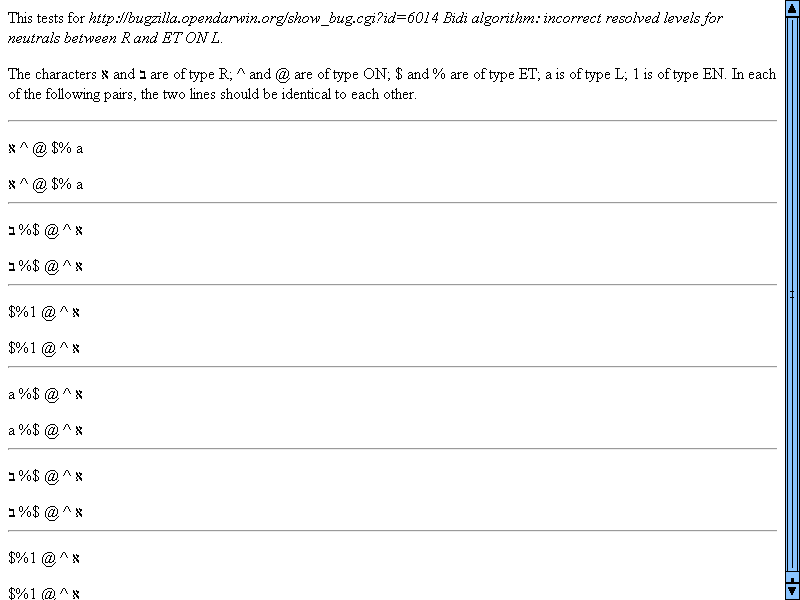 This tests for http://bugzilla.opendarwin.org/show_bug.cgi?id=6014 Bidi algorithm: incorrect resolved levels for
neutrals between R and ET ON L.
The characters א and ב are of type R; ^ and @ are of type ON; $ and % are of type ET; a is of type L; 1 is of type EN. In each
of the following pairs, the two lines should be identical to each other.
א ^ @ $% a
א ^ @ $% a
א ^ @ $% ב
א ^ @ $% ב
א ^ @ $%1
א ^ @ $%1
א ^ @ $% a
א ^ @ $% a
א ^ @ $% ב
א ^ @ $% ב
א ^ @ $%1
א ^ @ $%1